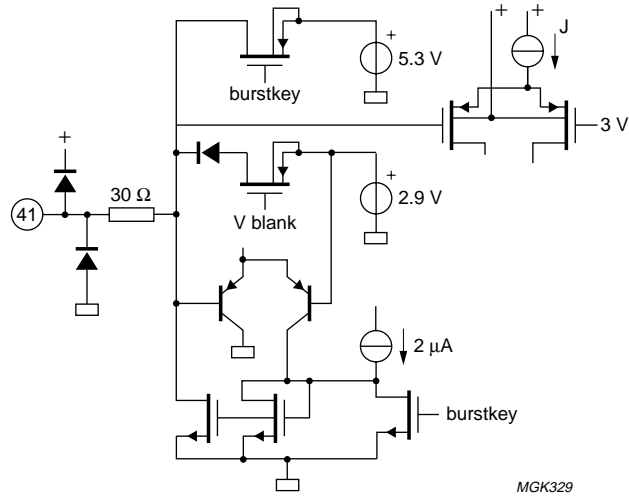 +
+
+
J
5.3 V
burstkey
3 V
+
+
30 Ω
2.9 V
41
V blank
2 µA
burstkey
MGK329